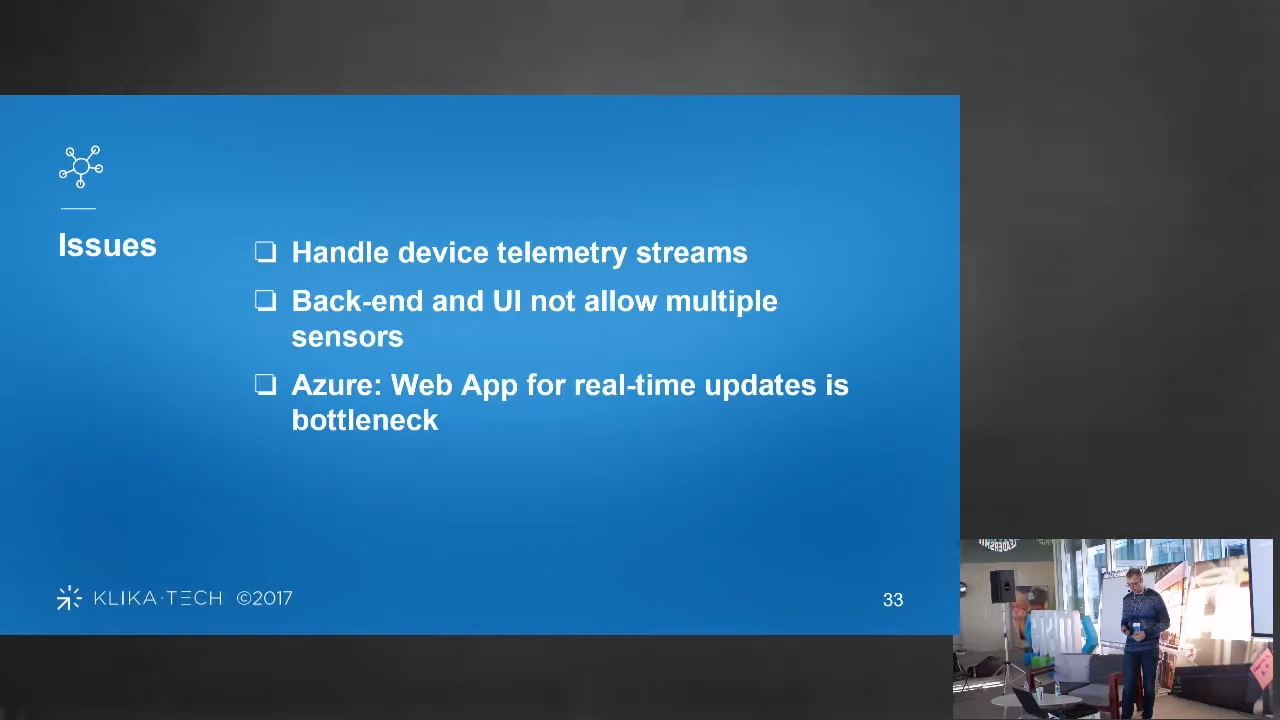 Issues
❏ Handle device telemetry streams
❏ Back-end and UI not allow multiple
sensors
❏ Azure: Web App for real-time updates is
bottleneck
KLIKA·TECH ©2017
33